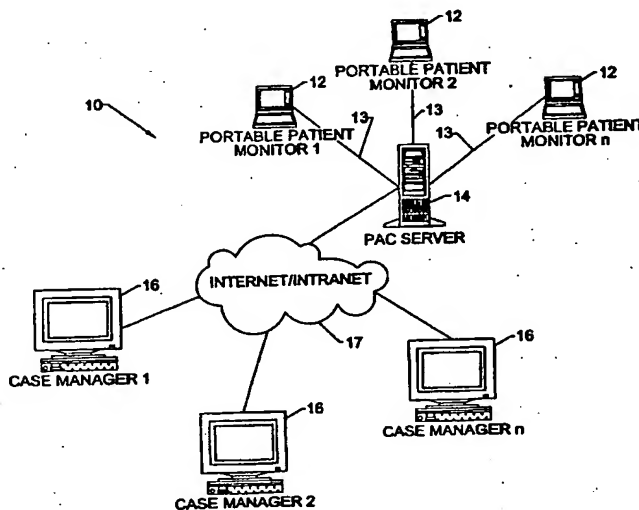 12
PORTABLE PATIENT
MONITOR 2
12
PORTABLE PATIENT
MONITOR 1
12
PORTABLE PATIENT
MONITOR n
10
13
13
13
14
PAC SERVER
INTERNET/INTRANET
17
16
CASE MANAGER 1
16
CASE MANAGER 2
16
CASE MANAGER n